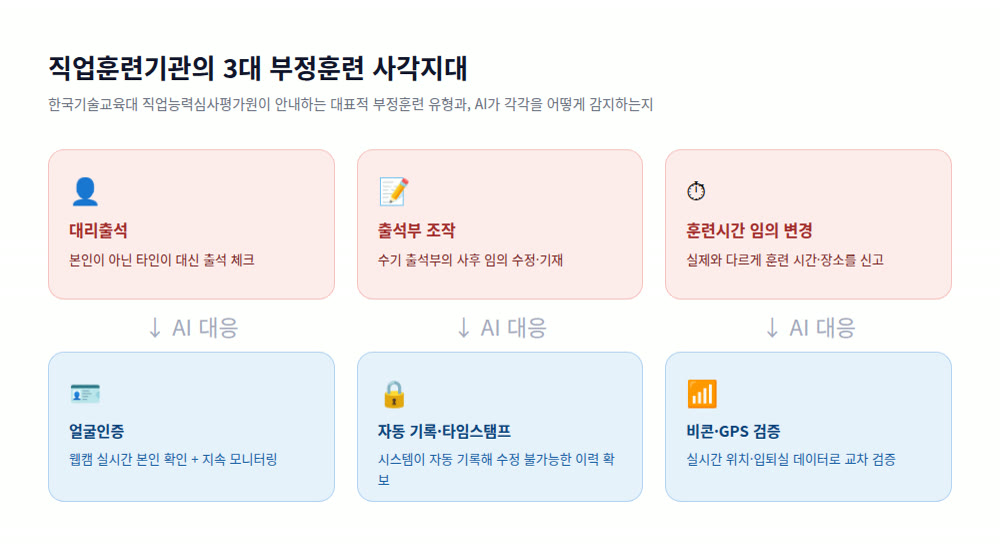 직업훈련기관의 3대 부정훈련 사각지대
한국기술교육대 직업능력심사평가원이 안내하는 대표적 부정훈련 유형과, AI가 각각을 어떻게 감지하는지
대리출석
본인이 아닌 타인이 대신 출석 체크
출석부 조작
수기 출석부의 사후 임의 수정·기재
훈련시간 임의 변경
실제와 다르게 훈련 시간·장소를 신고
↓ AI 대응
↓ AI 대응
↓ AI 대응
얼굴인증
웹캠 실시간 본인 확인 + 지속 모니터링
자동 기록·타임스탬프
시스템이 자동 기록해 수정 불가능한 이력 확
보
비콘·GPS 검증
실시간 위치·입퇴실 데이터로 교차 검증